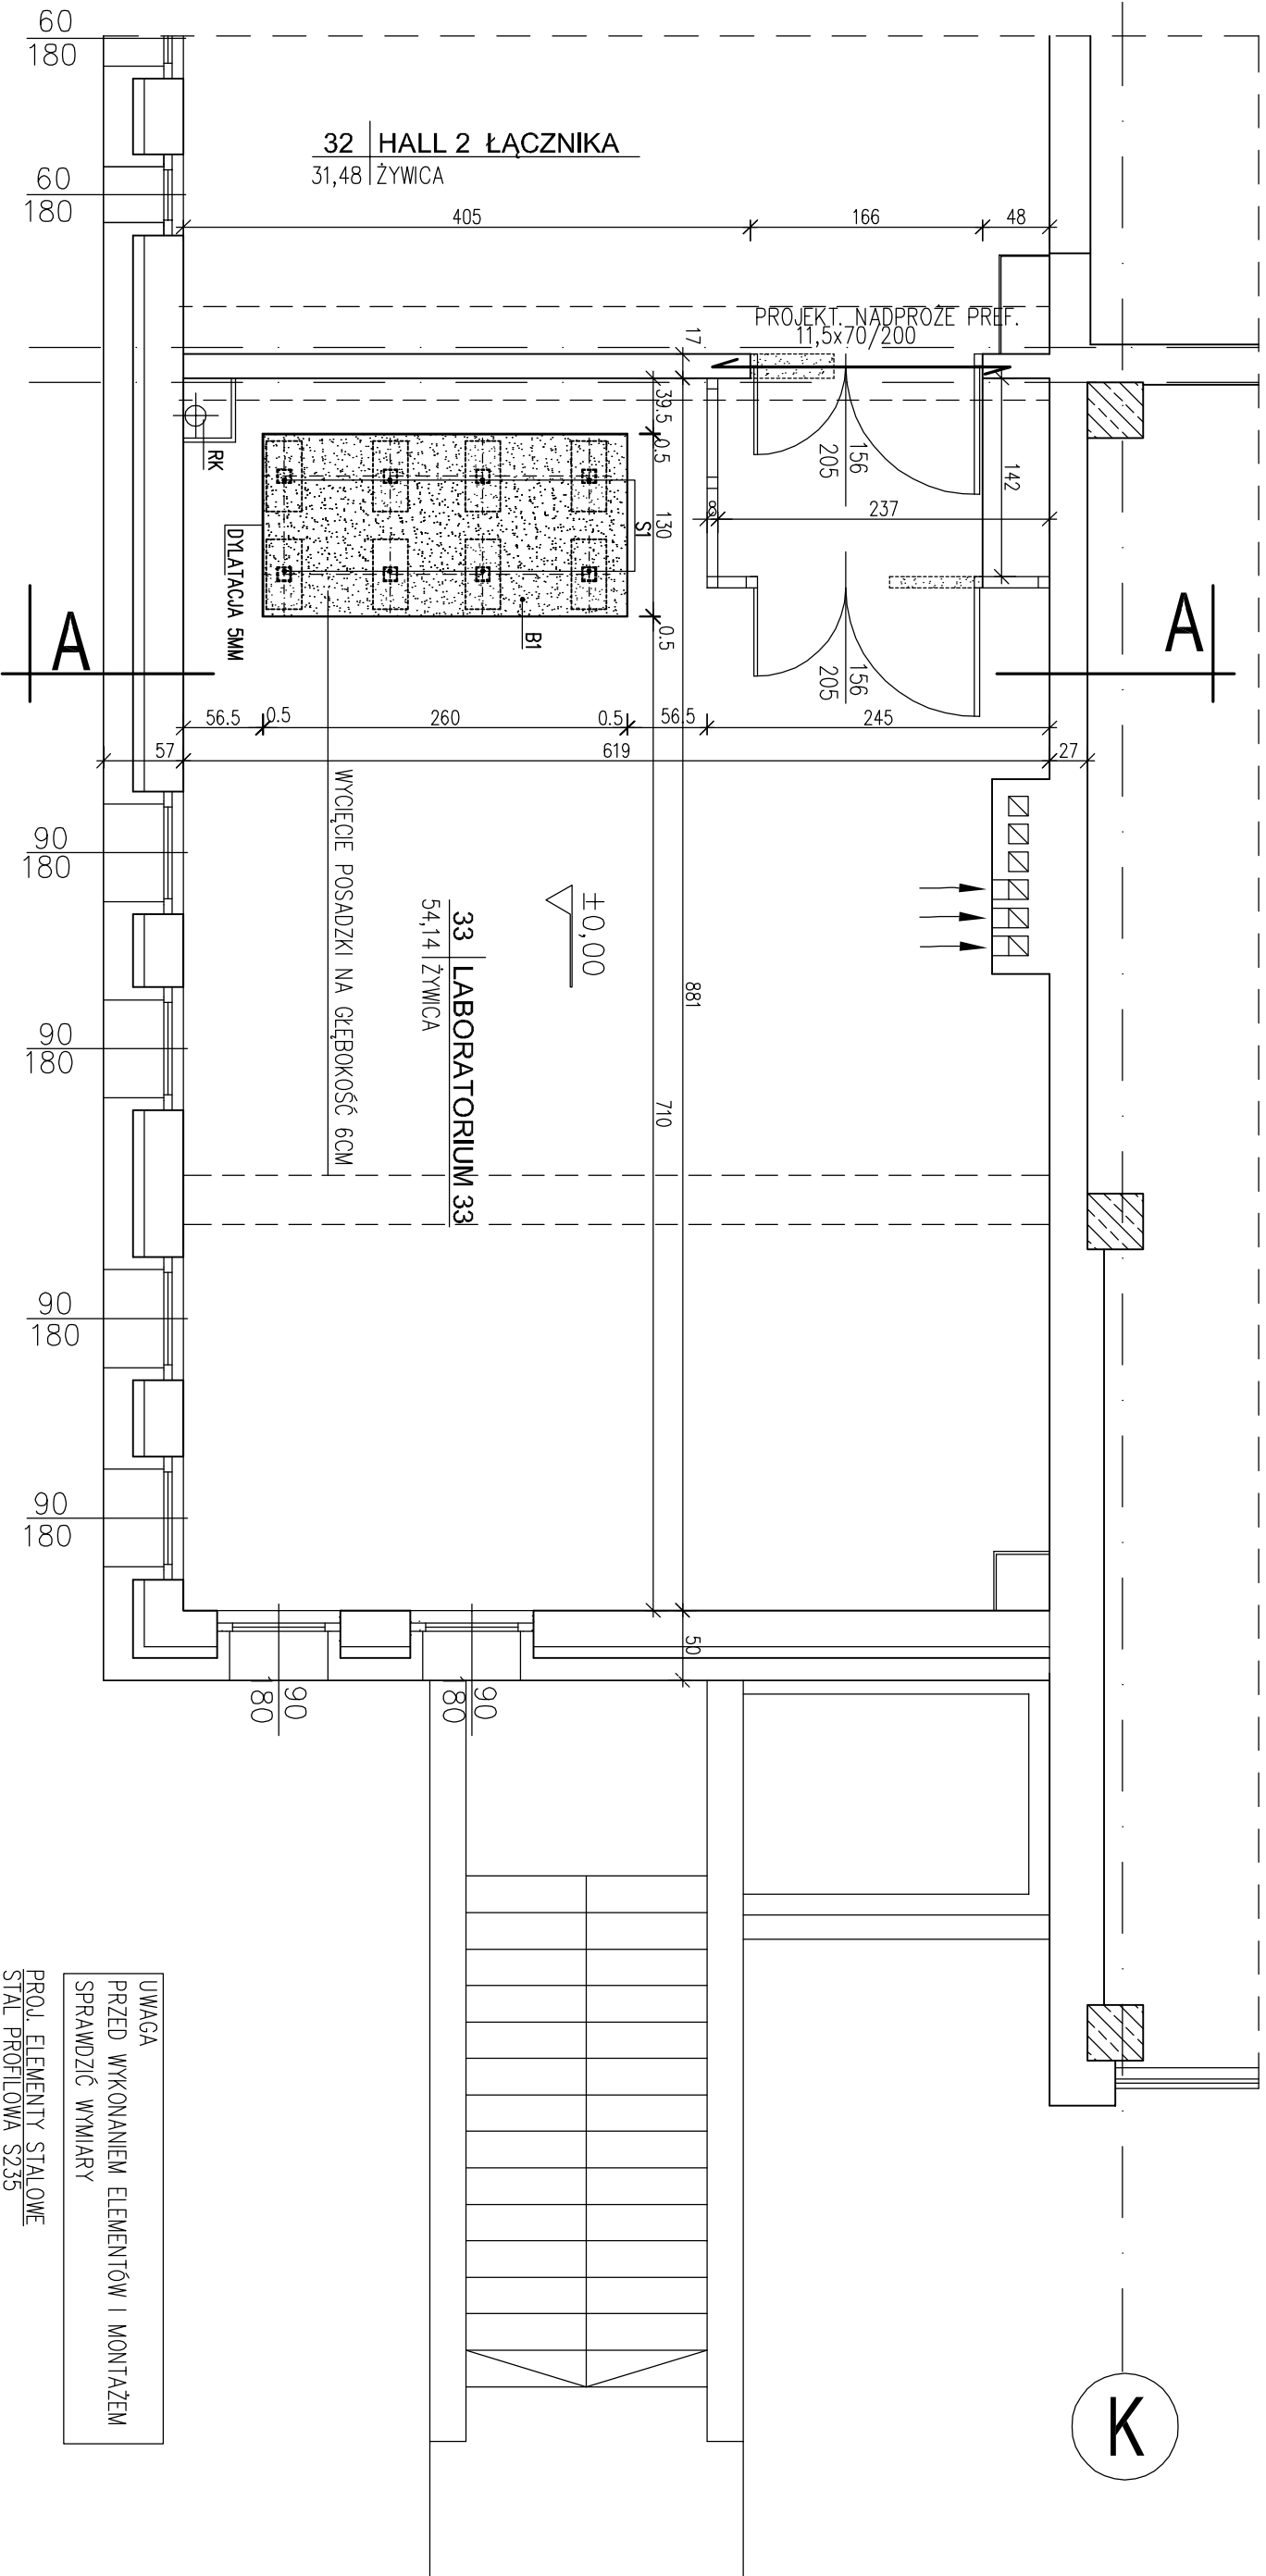 60
180
32 HALL 2 ŁĄCZNIKA
31,48 ŻYWICA
60
180
405
166
48
PROJEKT. NADPROŻE PREF.
11,5x70/200
17
39.5
0.5
RK
156
205
142
S1
130
237
8
DYLATACJA 5MM
B1
0.5
A
A
156
205
56.5
0.5
260
0.5
56.5
245
57
619
27
WYCIĘCIE POSADZKI NA GŁĘBOKOŚĆ 6CM
90
180
±0,00
33 LABORATORIUM 33
54,14 ŻYWICA
881
710
90
180
90
180
90
180
50
90
180
90
180
UWAGA
PRZED WYKONANIEM ELEMENTÓW I MONTAŻEM
SPRAWDZIĆ WYMIARY
PROJ. ELEMENTY STALOWE
STAL PROFILOWA S235
K